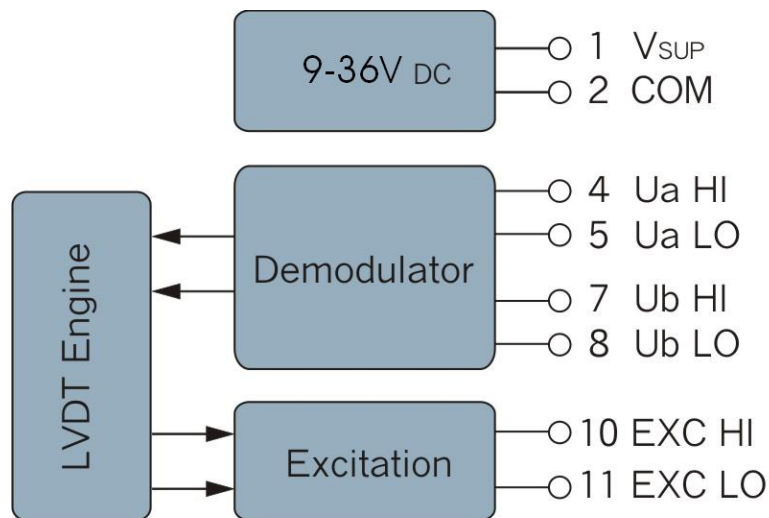 9-36V DC
1 VSUP
2 COM
4 Ua HI
5 Ua LO
Demodulator
7 Ub HI
8 Ub LO
LVDT Engine
10 EXC HI
Excitation
11 EXC LO